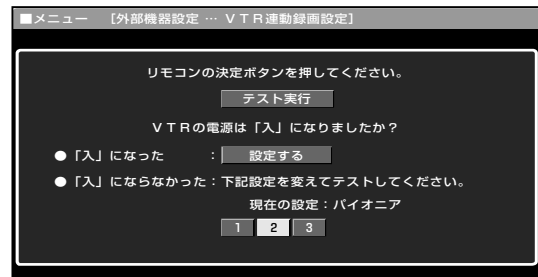 ■メニュー [外部機器設定 … ＶＴＲ連動録画設定]
リモコンの決定ボタンを押してください。
テスト実行
ＶＴＲの電源は「入」になりましたか？
●「入」になった ： 設定する
●「入」にならなかった：下記設定を変えてテストしてください。
現在の設定：パイオニア
1 2 3